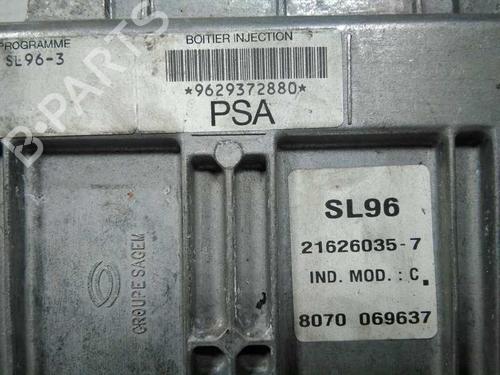 PROGRAMME
SL96-3
BOITIER INJECTION
*9629372880*
PSA
GROUPE SAGEM
SL96
21626035-7
IND. MOD. : C.
8070 069637
B-PARTS